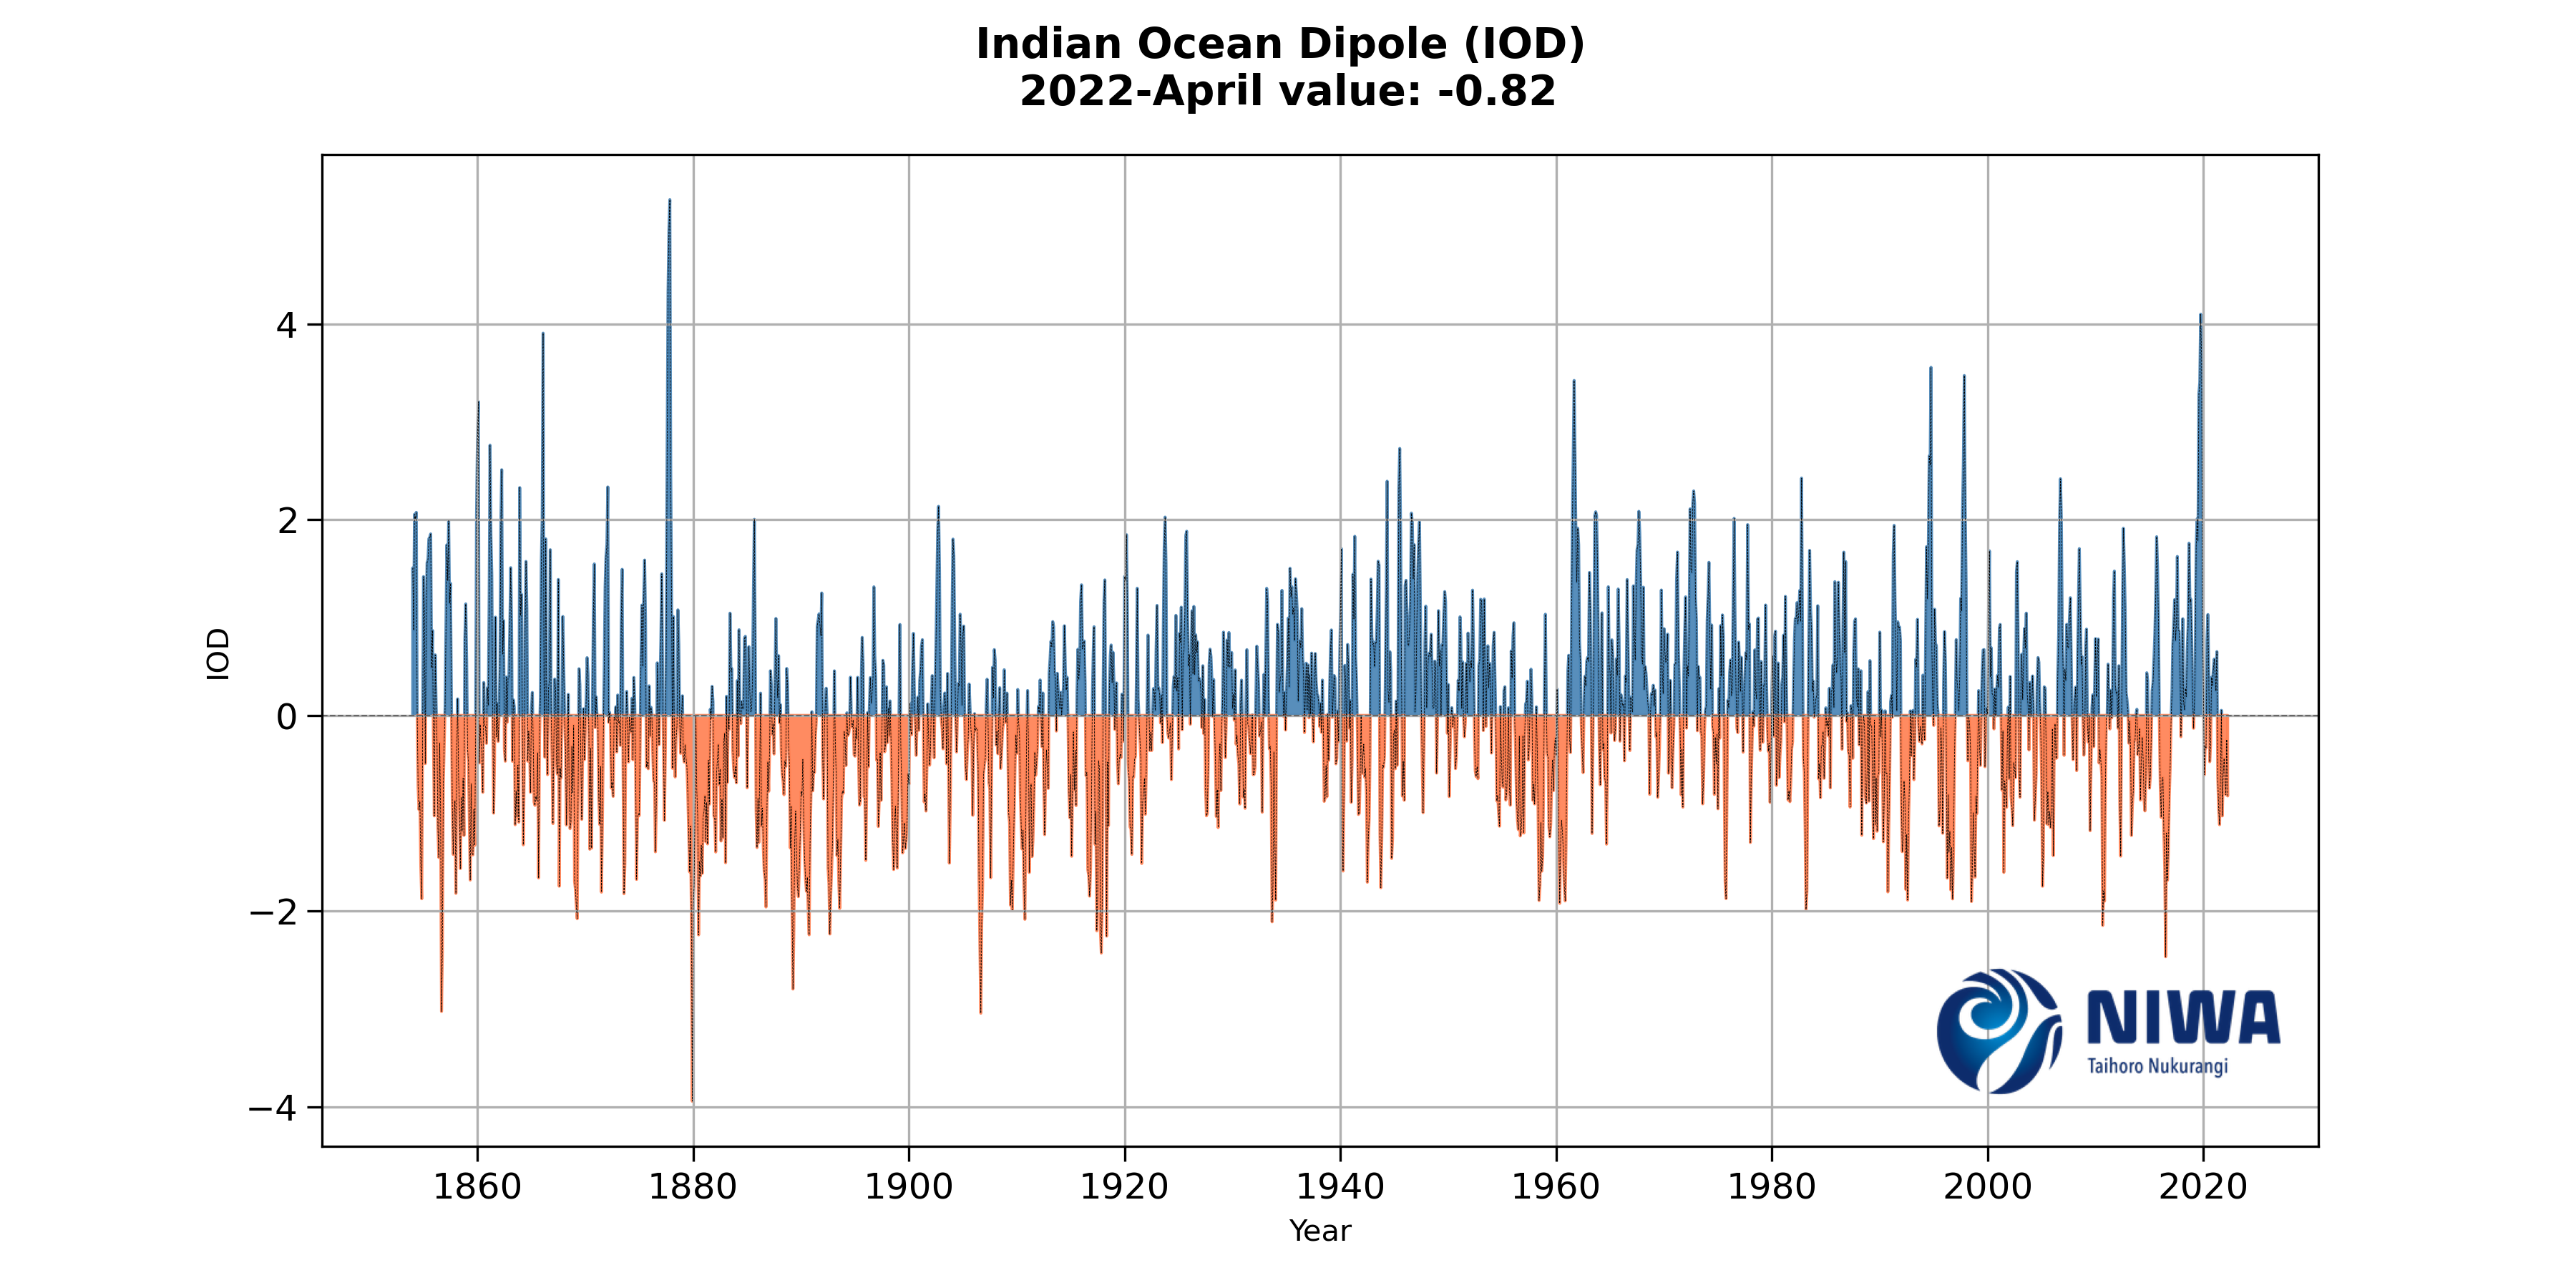 Indian Ocean Dipole (IOD)
2022-April value: -0.82
4
2
0
−2
−4
IOD
1860 1880 1900 1920 1940 1960 1980 2000 2020
Year
NIWA
Taihoro Nukurangi